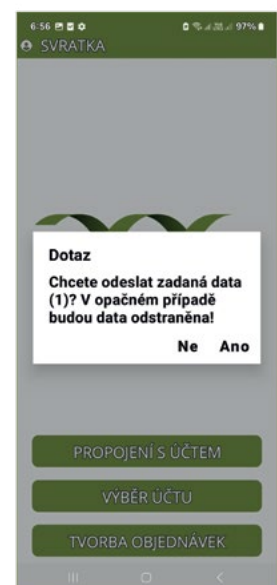 6:56
97%
SVRATKA
Dotaz
Chcete odeslat zadaná data
(1)? V opačném případě
budou data odstraněna!
Ne Ano
PROPOJENÍ S ÚČTEM
VÝBĚR ÚČTU
TVORBA OBJEDNÁVEK